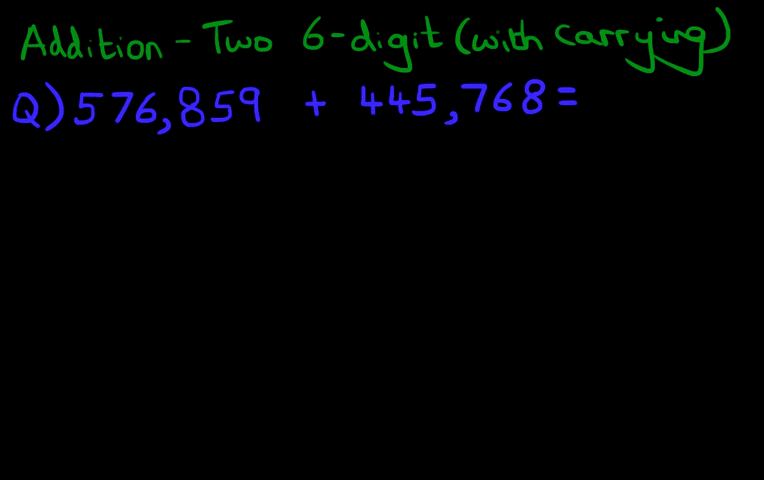 Addition - Two 6-digit (with carrying)
Q) 576,859 + 445,768 =